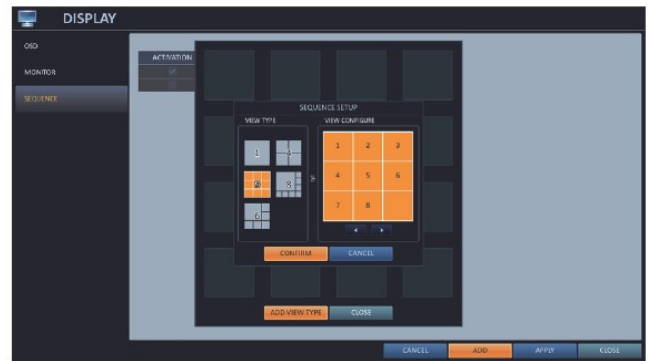 DISPLAY
OSD
MONITOR
SEQUENCE
ACTIVATION
SEQUENCE SETUP
VIEW TYPE
VIEW CONFIGURE
1
4
9
8
6
1 2 3
4 5 6
7 8
CONFIRM
CANCEL
ADD VIEW TYPE
CLOSE
CANCEL
ADD
APPLY
CLOSE